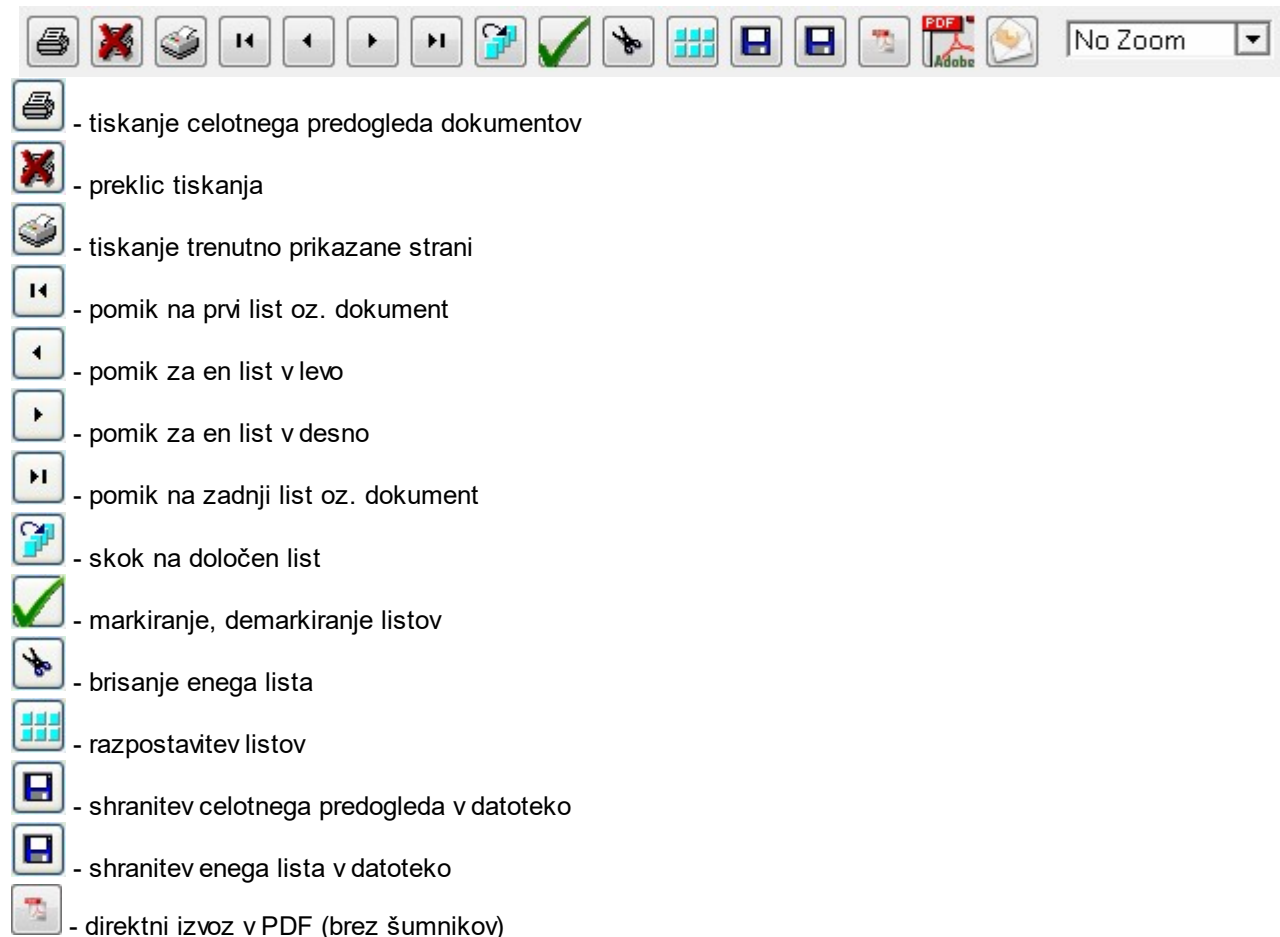 PDF
Adobe
No Zoom
- tiskanje celotnega predogleda dokumentov
- preklic tiskanja
- tiskanje trenutno prikazane strani
- pomik na prvi list oz. dokument
- pomik za en list v levo
- pomik za en list v desno
- pomik na zadnji list oz. dokument
- skok na določen list
- markiranje, demarkiranje listov
- brisanje enega lista
- razpostavitev listov
- shranitev celotnega predogleda v datoteko
- shranitev enega lista v datoteko
- direktni izvoz v PDF (brez šumnikov)